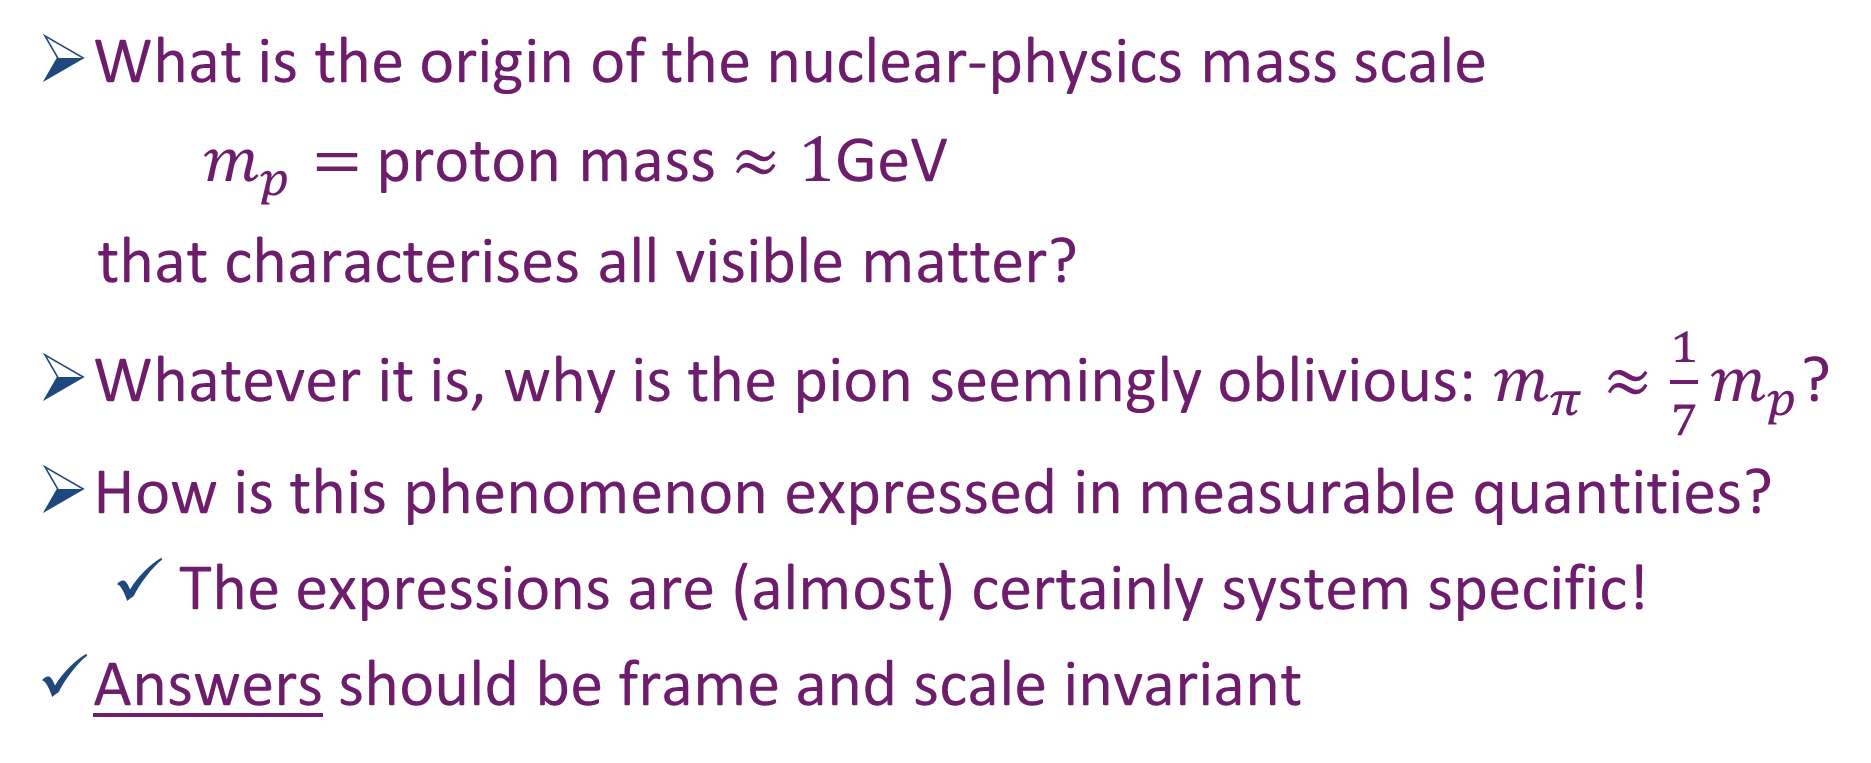 ➢ What is the origin of the nuclear-physics mass scale
m_p = proton mass ≈ 1GeV
that characterises all visible matter?
➢ Whatever it is, why is the pion seemingly oblivious: m_π ≈ 1/7 m_p?
➢ How is this phenomenon expressed in measurable quantities?
✓ The expressions are (almost) certainly system specific!
✓ Answers should be frame and scale invariant